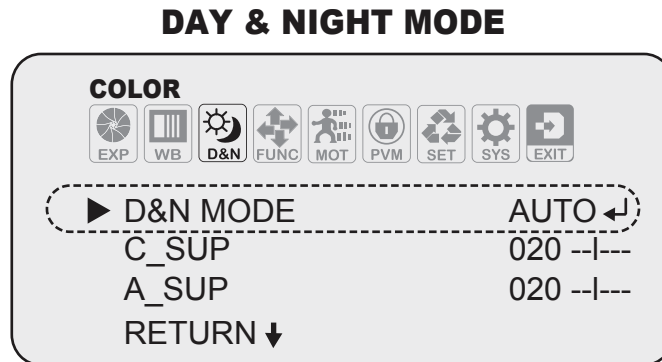 DAY & NIGHT MODE
COLOR
EXP WB D&N FUNC MOT PVM SET SYS EXIT
▶ D&N MODE AUTO ↵
C_SUP 020 --I---
A_SUP 020 --I---
RETURN ⬇